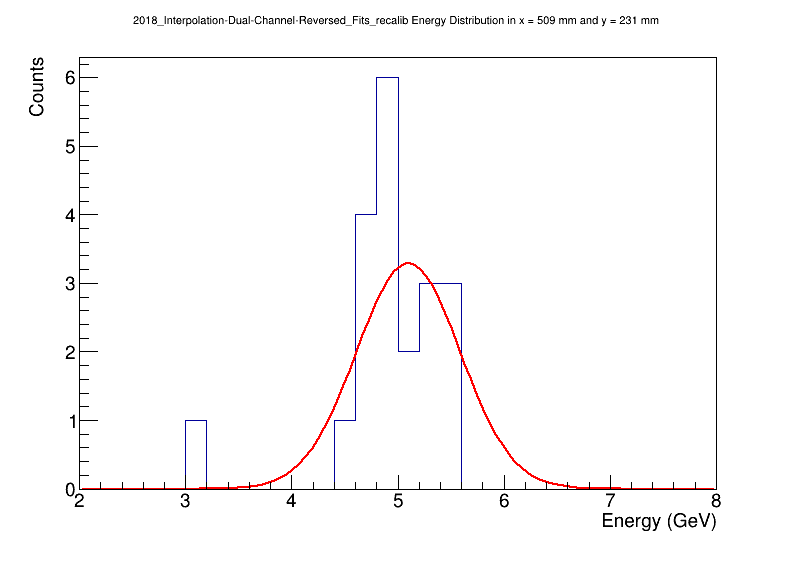 2018_Interpolation-Dual-Channel-Reversed_Fits_recalib Energy Distribution in x = 509 mm and y = 231 mm
Counts
6
5
4
3
2
1
0
2 3 4 5 6 7 8
Energy (GeV)